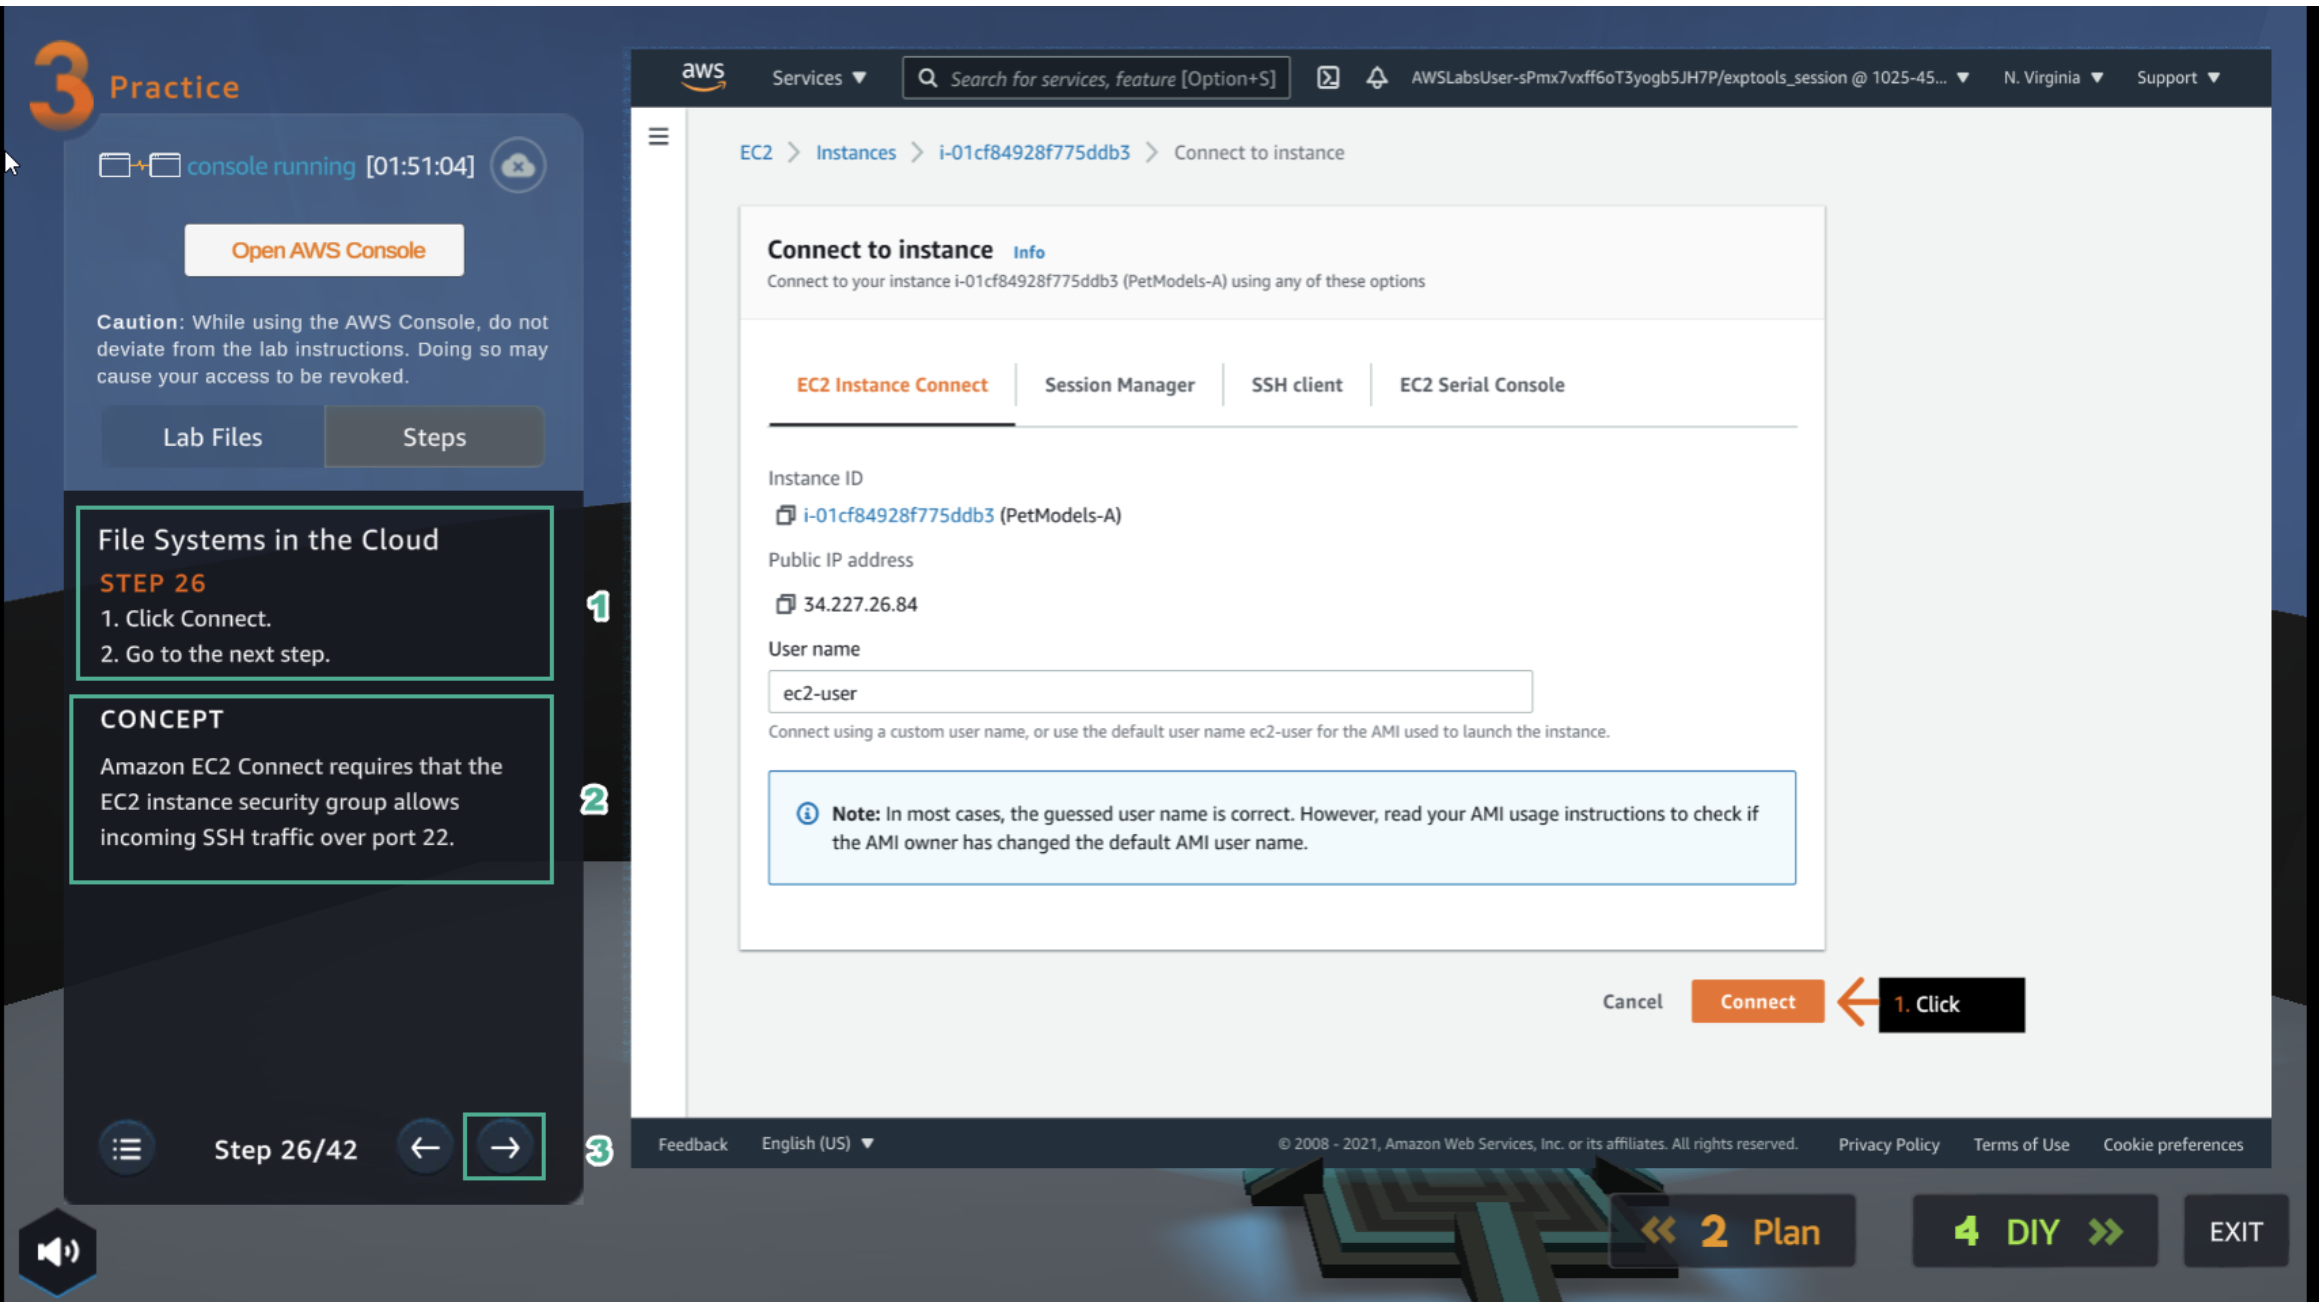 3 Practice
console running [01:51:04]
Open AWS Console
Caution: While using the AWS Console, do not
deviate from the lab instructions. Doing so may
cause your access to be revoked.
Lab Files
Steps
File Systems in the Cloud
STEP 26
1. Click Connect.
2. Go to the next step.
1
CONCEPT
Amazon EC2 Connect requires that the
EC2 instance security group allows
incoming SSH traffic over port 22.
2
Step 26/42
3
aws
Services
Search for services, feature [Option+S]
AWSLabsUser-sPmx7vxff6oT3yogb5JH7P/exptools_session @ 1025-45...
N. Virginia
Support
EC2 > Instances > i-01cf84928f775ddb3 > Connect to instance
Connect to instance Info
Connect to your instance i-01cf84928f775ddb3 (PetModels-A) using any of these options
EC2 Instance Connect
Session Manager
SSH client
EC2 Serial Console
Instance ID
i-01cf84928f775ddb3 (PetModels-A)
Public IP address
34.227.26.84
User name
ec2-user
Connect using a custom user name, or use the default user name ec2-user for the AMI used to launch the instance.
Note: In most cases, the guessed user name is correct. However, read your AMI usage instructions to check if
the AMI owner has changed the default AMI user name.
Cancel
Connect
1. Click
Feedback
English (US)
© 2008 - 2021, Amazon Web Services, Inc. or its affiliates. All rights reserved.
Privacy Policy
Terms of Use
Cookie preferences
2 Plan
4 DIY
EXIT